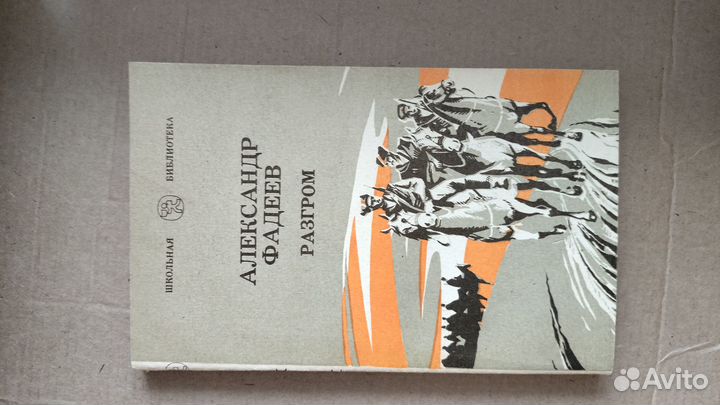 ШКОЛЬНАЯ БИБЛИОТЕКА
АЛЕКСАНДР
ФАДЕЕВ
РАЗГРОМ
Avito